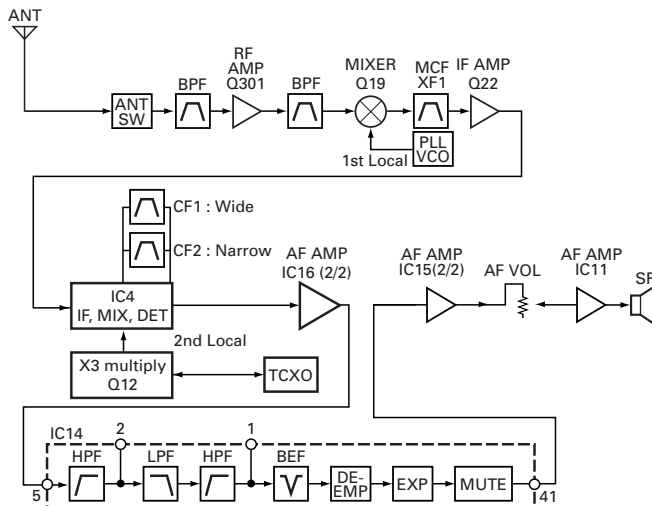 ANT
ANT SW
BPF
RF AMP Q301
BPF
MIXER Q19
MCF XF1
IF AMP Q22
1st Local
PLL VCO
CF1 : Wide
CF2 : Narrow
IC4
IF, MIX, DET
AF AMP
IC16 (2/2)
2nd Local
X3 multiply
Q12
TCXO
AF AMP
IC15(2/2)
AF VOL
AF AMP
IC11
SP
IC14
5
HPF
2
LPF
HPF
1
BEF
DE-
EMP
EXP
MUTE
41